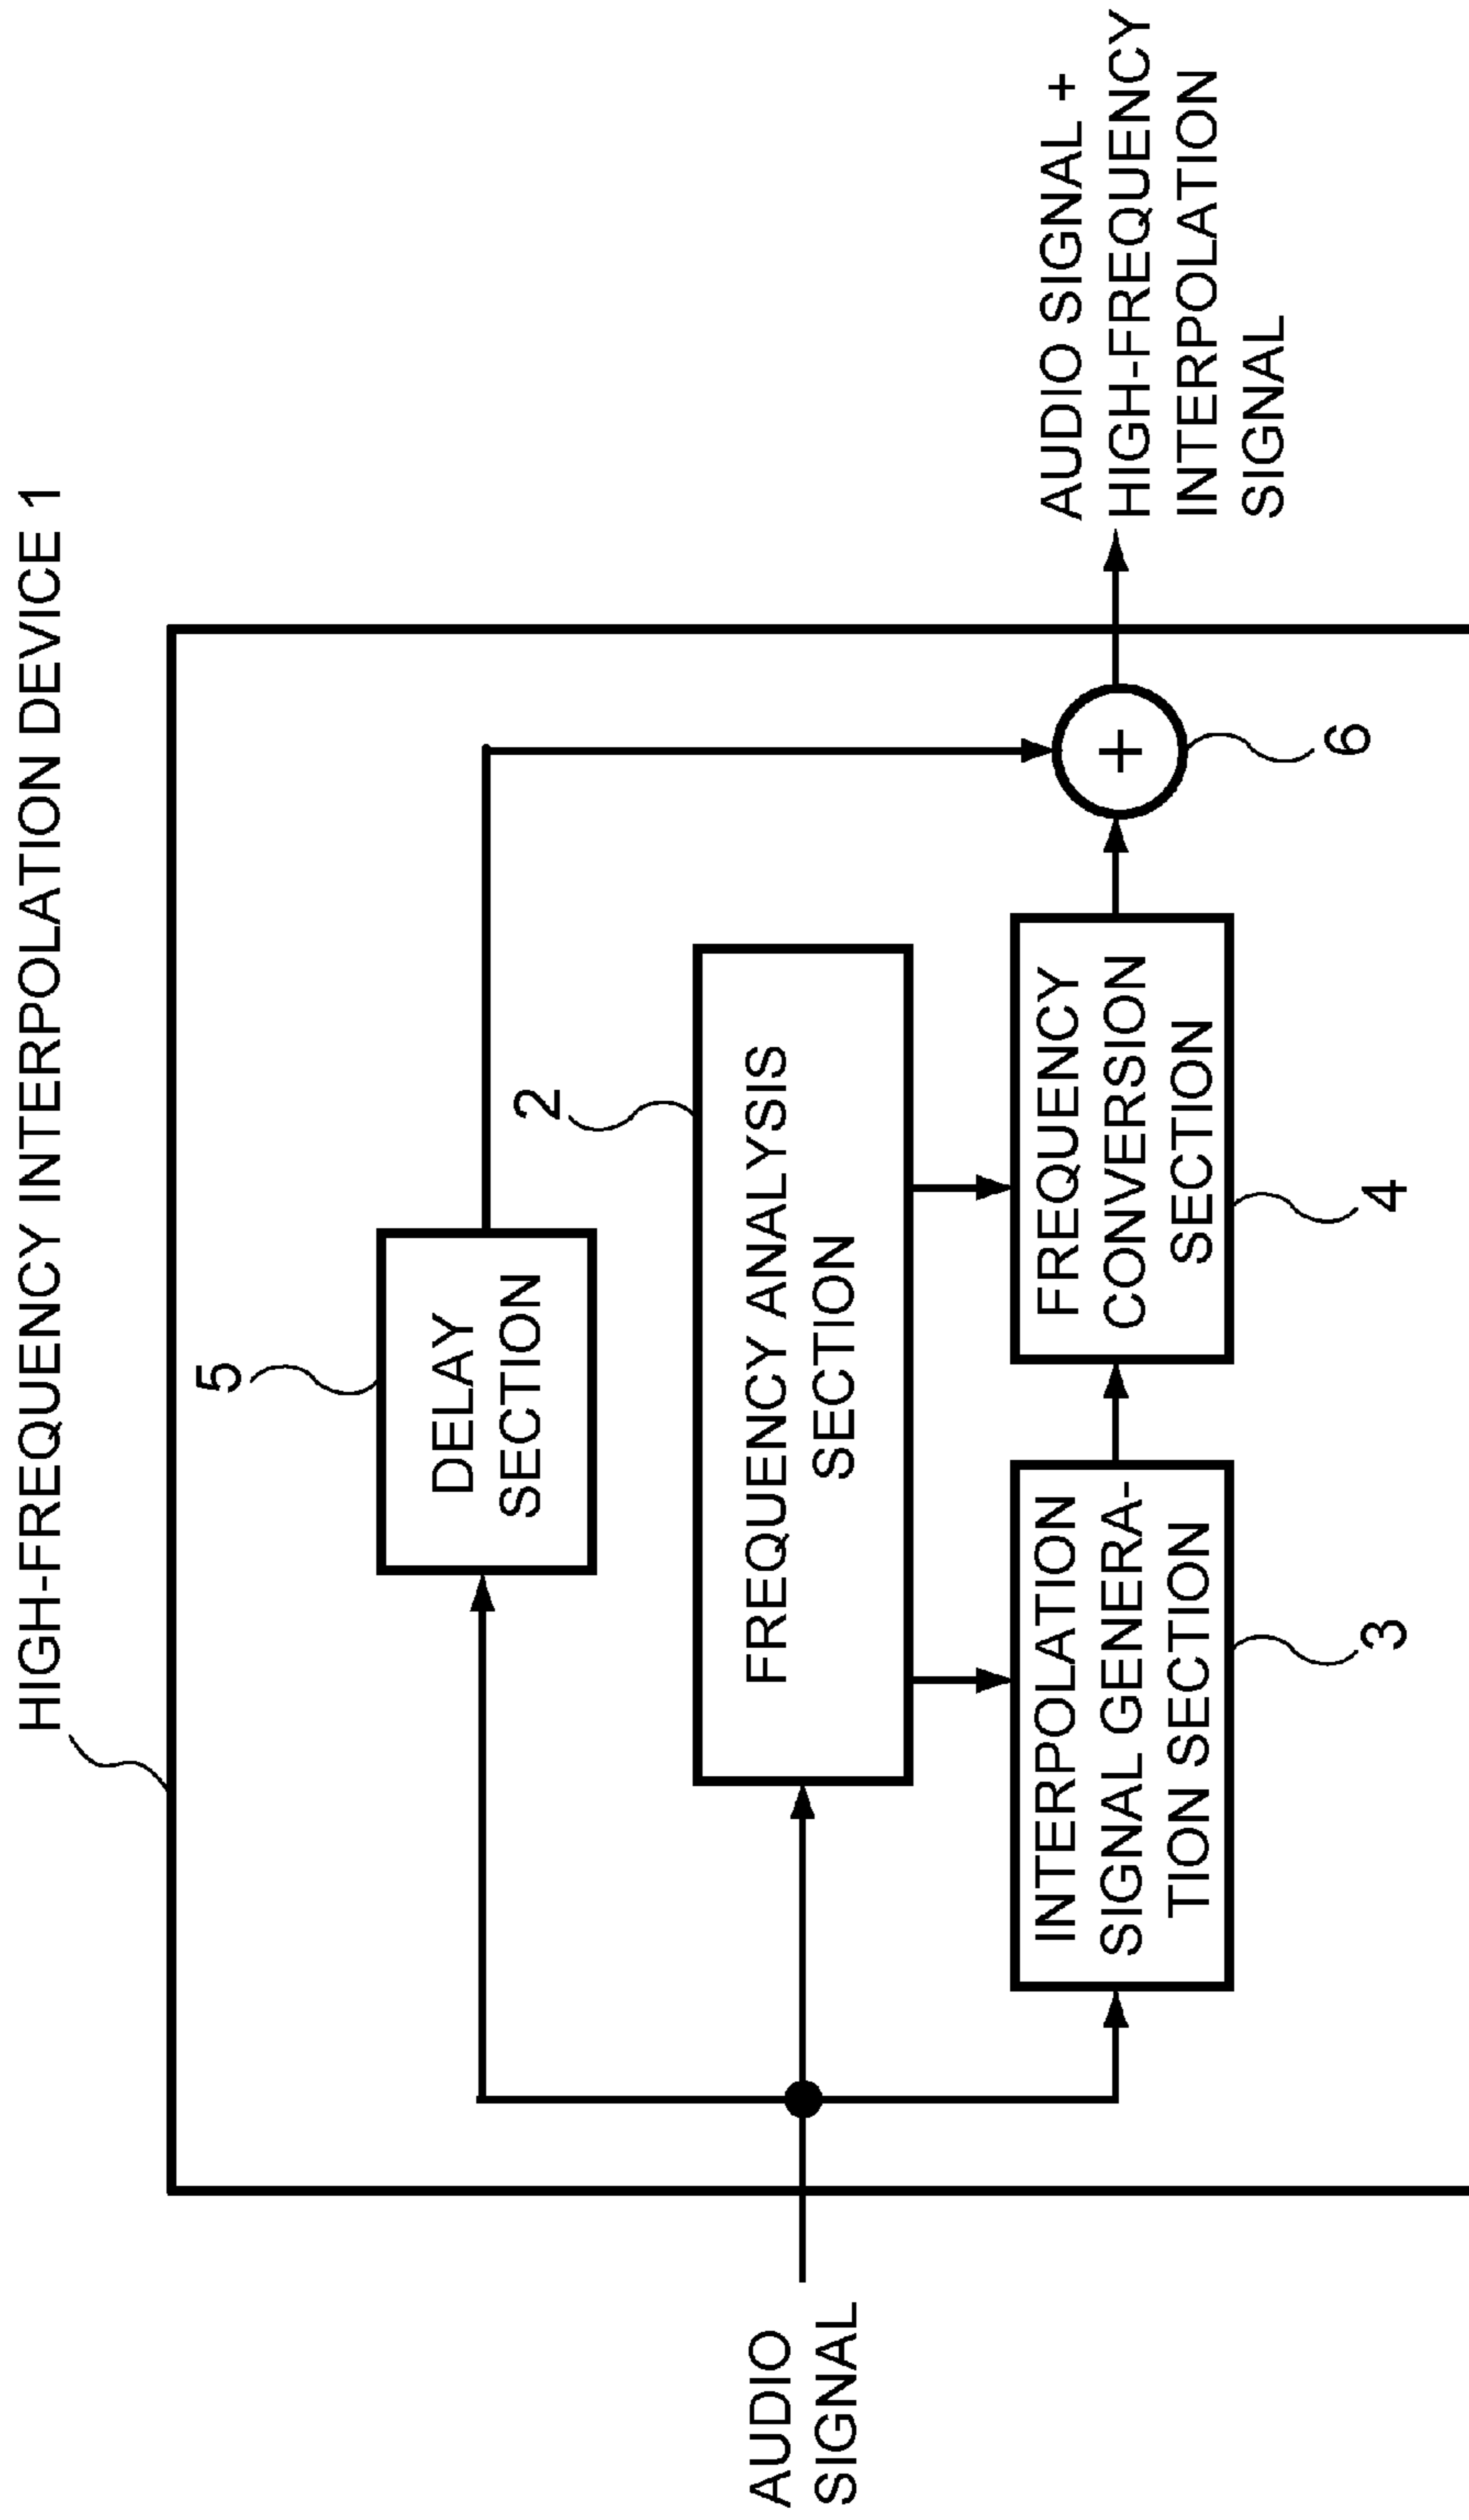 HIGH-FREQUENCY INTERPOLATION DEVICE 1
5
DELAY
SECTION
2
AUDIO
SIGNAL
FREQUENCY ANALYSIS
SECTION
INTERPOLATION
SIGNAL GENERA-
TION SECTION
3
FREQUENCY
CONVERSION
SECTION
4
+
6
AUDIO SIGNAL +
HIGH-FREQUENCY
INTERPOLATION
SIGNAL